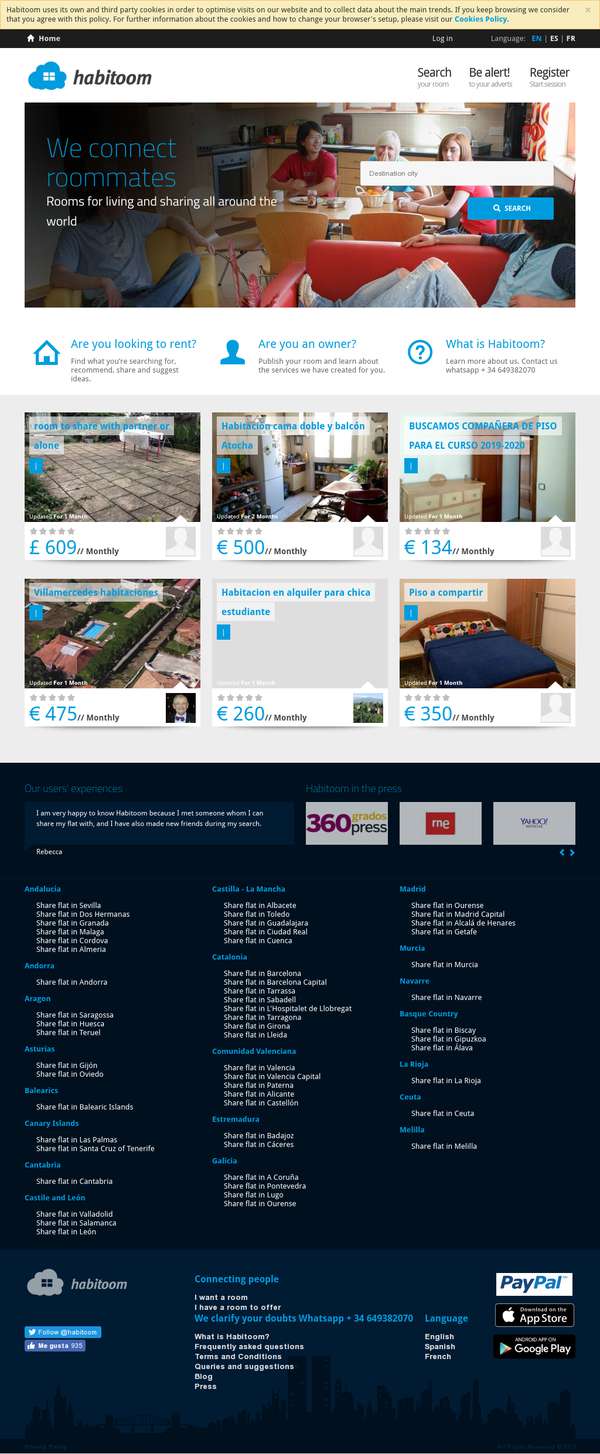 Habitoom uses its own and third party cookies in order to optimise visits on our website and to collect data about the main trends. If you keep browsing we consider
that you agree with this policy. For further information about the cookies and how to change your browser's setup, please visit our Cookies Policy.
×
Home
Log in
Language: EN | ES | FR
habitoom
Search
your room
Be alert!
to your adverts
Register
Start session
We connect
roommates
Rooms for living and sharing all around the
world
Destination city
SEARCH
Are you looking to rent?
Find what you're searching for,
recommend, share and suggest
ideas.
Are you an owner?
Publish your room and learn about
the services we have created for you.
What is Habitoom?
Learn more about us. Contact us
whatsapp + 34 649382070
room to share with partner or
alone
Updated For 1 Month
£ 609// Monthly
Habitación cama doble y balcón
Atocha
Updated For 2 Months
€ 500// Monthly
BUSCAMOS COMPAÑERA DE PISO
PARA EL CURSO 2019-2020
Updated For 1 Month
€ 134// Monthly
Villamercedes habitaciones
Updated For 1 Month
€ 475// Monthly
Habitacion en alquiler para chica
estudiante
Updated For 1 Month
€ 260// Monthly
Piso a compartir
Updated For 1 Month
€ 350// Monthly
Our users' experiences
I am very happy to know Habitoom because I met someone whom I can
share my flat with, and I have also made new friends during my search.
Rebecca
Habitoom in the press
360 grados
press
rne
YAHOO!
NOTICIAS
Andalucia
Share flat in Sevilla
Share flat in Dos Hermanas
Share flat in Granada
Share flat in Malaga
Share flat in Cordova
Share flat in Almeria
Andorra
Share flat in Andorra
Aragon
Share flat in Saragossa
Share flat in Huesca
Share flat in Teruel
Asturias
Share flat in Gijón
Share flat in Oviedo
Balearics
Share flat in Balearic Islands
Canary Islands
Share flat in Las Palmas
Share flat in Santa Cruz of Tenerife
Cantabria
Share flat in Cantabria
Castile and León
Share flat in Valladolid
Share flat in Salamanca
Share flat in León
Castilla - La Mancha
Share flat in Albacete
Share flat in Toledo
Share flat in Guadalajara
Share flat in Ciudad Real
Share flat in Cuenca
Catalonia
Share flat in Barcelona
Share flat in Barcelona Capital
Share flat in Tarrassa
Share flat in Sabadell
Share flat in L'Hospitalet de Llobregat
Share flat in Tarragona
Share flat in Girona
Share flat in Lleida
Comunidad Valenciana
Share flat in Valencia
Share flat in Valencia Capital
Share flat in Paterna
Share flat in Alicante
Share flat in Castellón
Estremadura
Share flat in Badajoz
Share flat in Cáceres
Galicia
Share flat in A Coruña
Share flat in Pontevedra
Share flat in Lugo
Share flat in Ourense
Madrid
Share flat in Ourense
Share flat in Madrid Capital
Share flat in Alcalá de Henares
Share flat in Getafe
Murcia
Share flat in Murcia
Navarre
Share flat in Navarre
Basque Country
Share flat in Biscay
Share flat in Gipuzkoa
Share flat in Álava
La Rioja
Share flat in La Rioja
Ceuta
Share flat in Ceuta
Melilla
Share flat in Melilla
habitoom
Follow @habitoom
Me gusta 935
Connecting people
I want a room
I have a room to offer
We clarify your doubts Whatsapp + 34 649382070
What is Habitoom?
Frequently asked questions
Terms and Conditions
Queries and suggestions
Blog
Press
Language
English
Spanish
French
PayPal
Download on the
App Store
ANDROID APP ON
Google Play